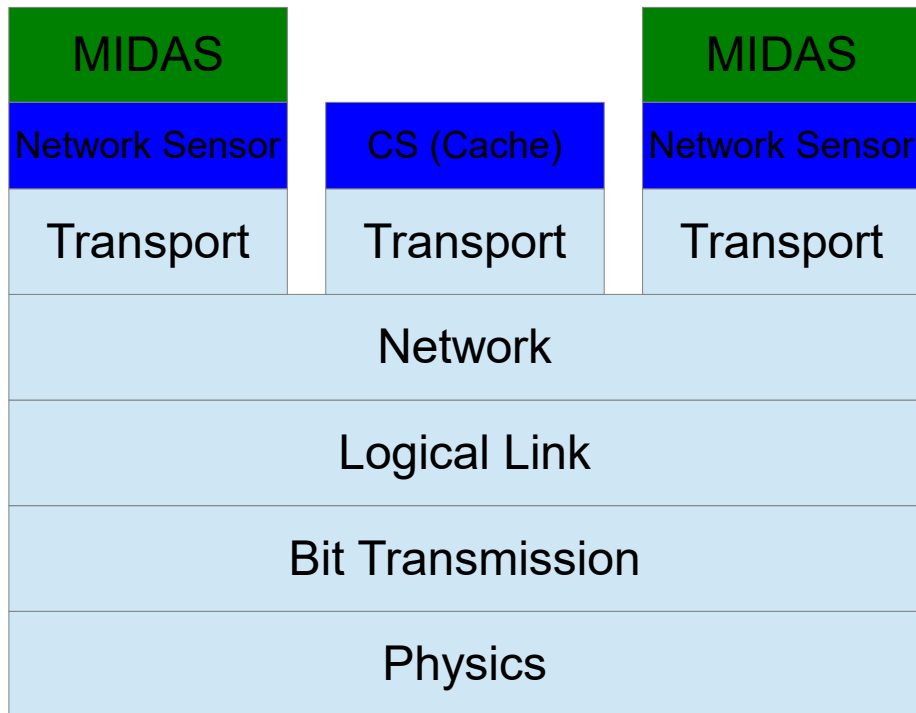 MIDAS
MIDAS
Network Sensor
CS (Cache)
Network Sensor
Transport
Transport
Transport
Network
Logical Link
Bit Transmission
Physics